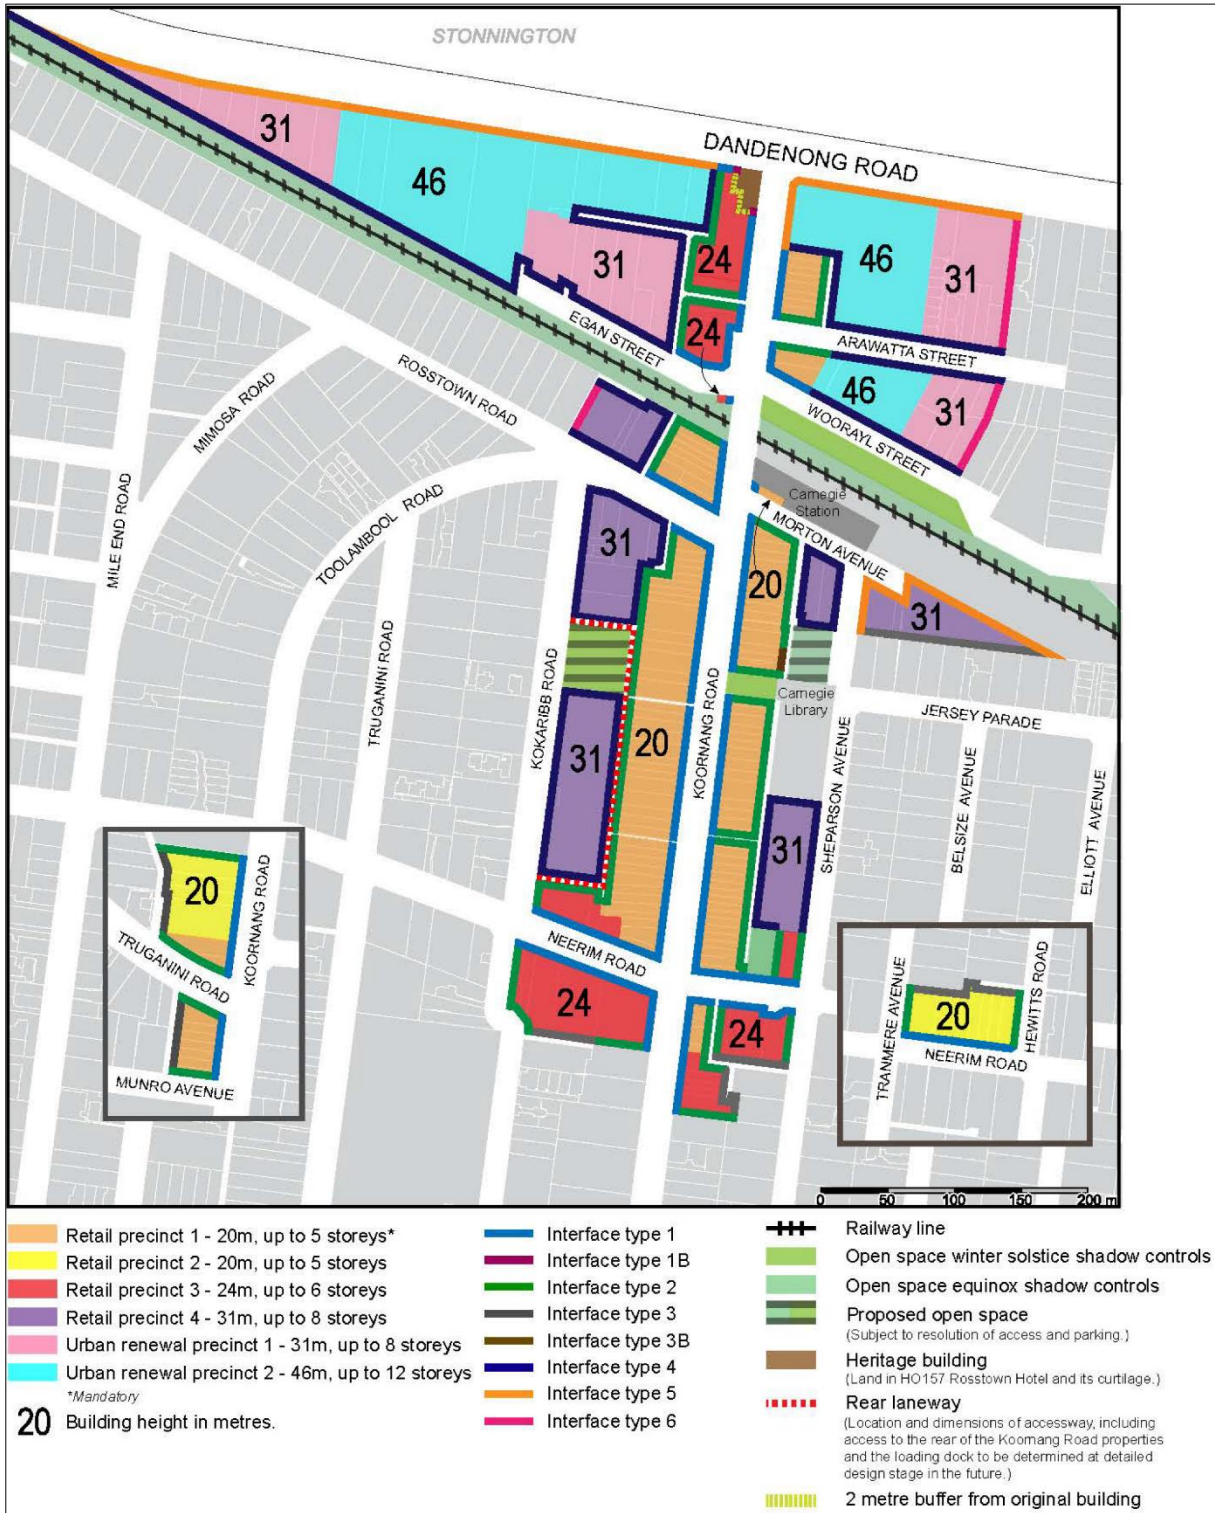 STONNINGTON
DANDENONG ROAD
31
46
31
24
24
46
31
ARAWATTA STREET
46
31
WOORAYL STREET
EGAN STREET
ROSSTOWN ROAD
MIMOSA ROAD
MILE END ROAD
TOOLAMBOOL ROAD
TRUGANINI ROAD
KOKARIBB ROAD
KOORNANG ROAD
Carnegie
Station
MORTON AVENUE
31
20
31
Carnegie
Library
JERSEY PARADE
SHEPARSON AVENUE
BELSIZE AVENUE
ELLIOTT AVENUE
31
20
31
NEERIM ROAD
24
24
20
KOORNANG ROAD
TRUGANINI ROAD
MUNRO AVENUE
TRANMERE AVENUE
20
HEWITTS ROAD
NEERIM ROAD
0 50 100 150 200 m
Retail precinct 1 - 20m, up to 5 storeys*
Retail precinct 2 - 20m, up to 5 storeys
Retail precinct 3 - 24m, up to 6 storeys
Retail precinct 4 - 31m, up to 8 storeys
Urban renewal precinct 1 - 31m, up to 8 storeys
Urban renewal precinct 2 - 46m, up to 12 storeys
*Mandatory
20 Building height in metres.
Interface type 1
Interface type 1B
Interface type 2
Interface type 3
Interface type 3B
Interface type 4
Interface type 5
Interface type 6
Railway line
Open space winter solstice shadow controls
Open space equinox shadow controls
Proposed open space
(Subject to resolution of access and parking.)
Heritage building
(Land in HO157 Rosstown Hotel and its curtilage.)
Rear laneway
(Location and dimensions of accessway, including
access to the rear of the Koornang Road properties
and the loading dock to be determined at detailed
design stage in the future.)
2 metre buffer from original building